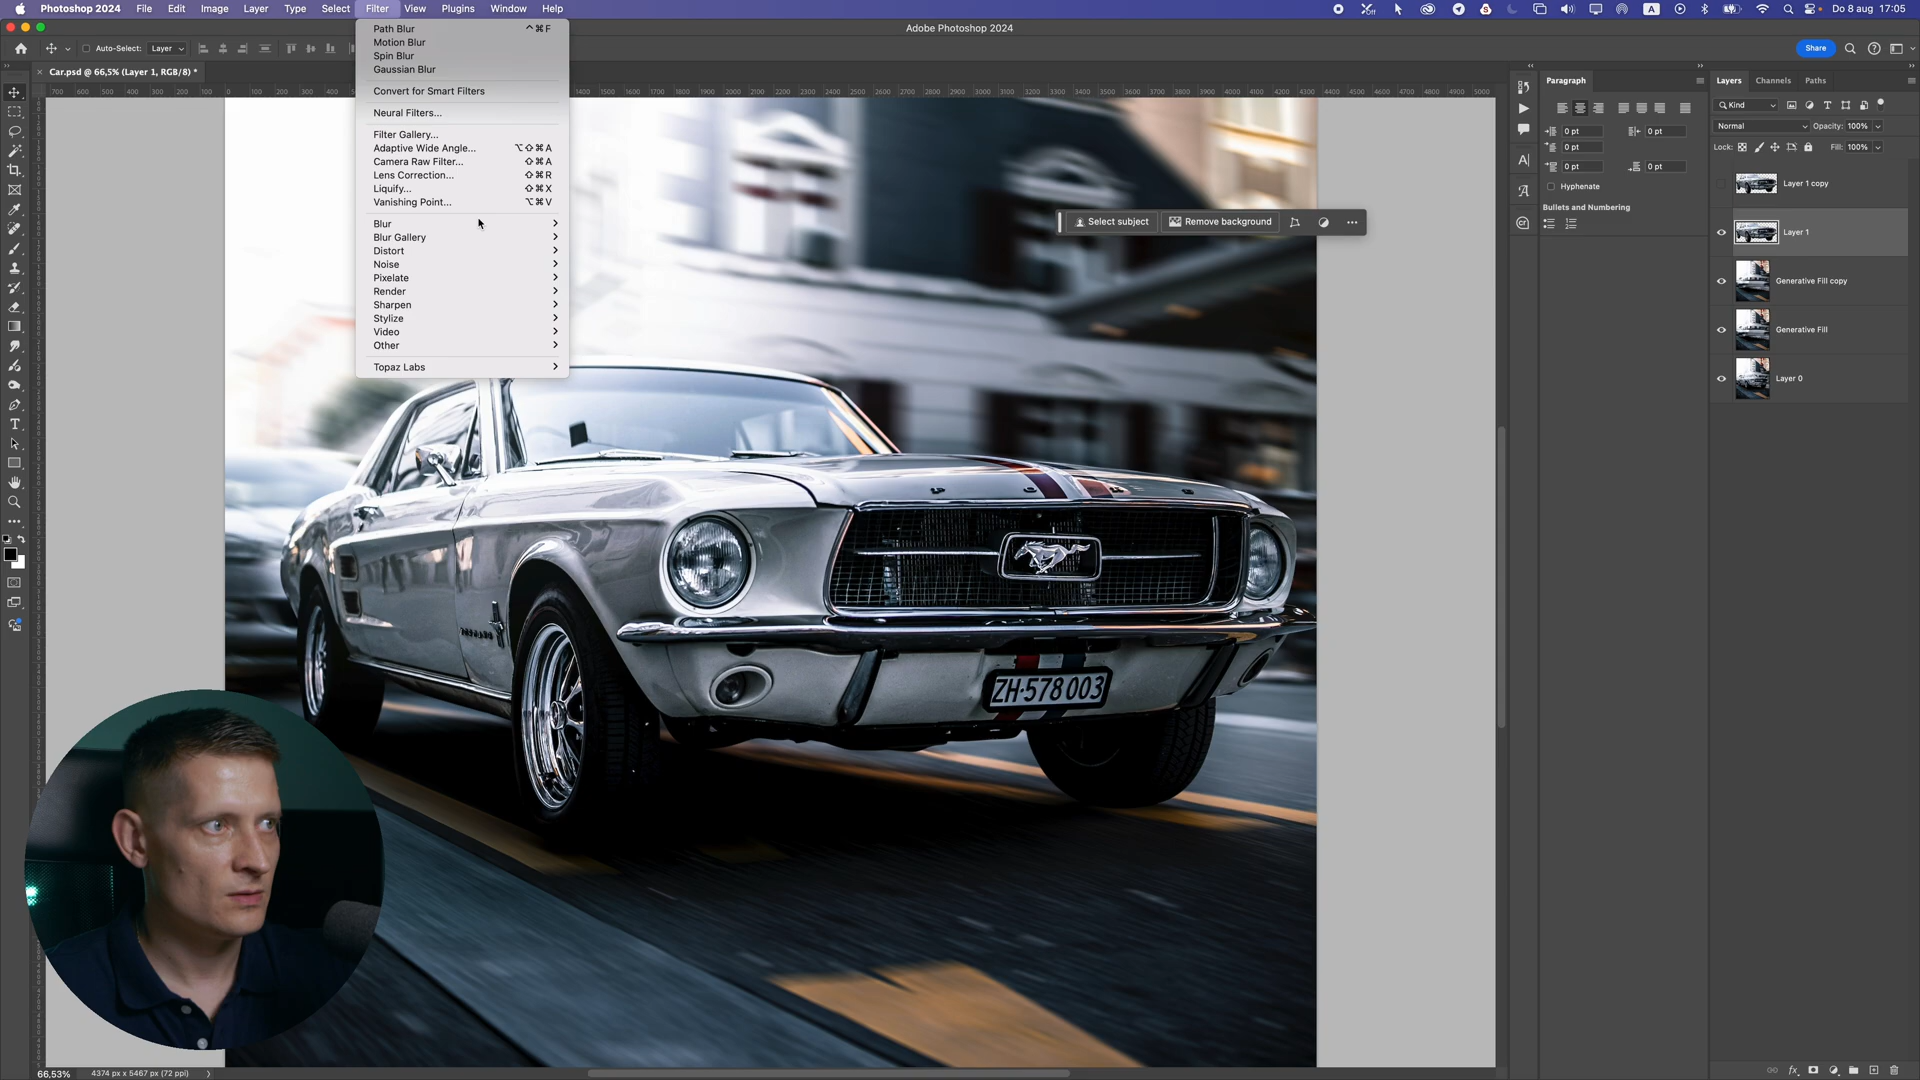 Photoshop 2024 File Edit Image Layer Type Select Filter View Plugins Window Help
A Do 8 aug 17:05
Adobe Photoshop 2024
Auto-Select: Layer
Share
× Car.psd @ 66,5% (Layer 1, RGB/8) *
Path Blur ^⌘F
Motion Blur
Spin Blur
Gaussian Blur
Convert for Smart Filters
Neural Filters...
Filter Gallery...
Adaptive Wide Angle... ⌥⇧⌘A
Camera Raw Filter... ⇧⌘A
Lens Correction... ⇧⌘R
Liquify... ⇧⌘X
Vanishing Point... ⌥⌘V
Blur
Blur Gallery
Distort
Noise
Pixelate
Render
Sharpen
Stylize
Video
Other
Topaz Labs
700 600 500 400 300 200 100 0 100 200 300 400 1400 1500 1600 1700 1800 1900 2000 2100 2200 2300 2400 2500 2600 2700 2800 2900 3000 3100 3200 3300 3400 3500 3600 3700 3800 3900 4000 4100 4200 4300 4400 4500 4600 4700 4800 4900 5000
Select subject Remove background ...
ZH·578 003
Paragraph
0 pt 0 pt
0 pt
0 pt 0 pt
Hyphenate
Bullets and Numbering
Layers Channels Paths
Kind
Normal Opacity: 100%
Lock: Fill: 100%
Layer 1 copy
Layer 1
Generative Fill copy
Generative Fill
Layer 0
66,53% 4374 px x 5467 px (72 ppi)